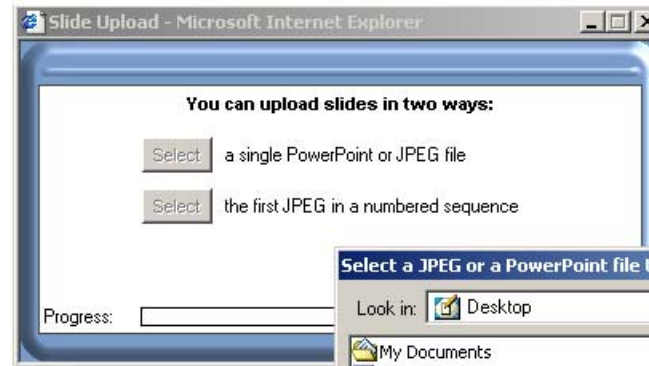 Slide Upload - Microsoft Internet Explorer
You can upload slides in two ways:
Select a single PowerPoint or JPEG file
Select the first JPEG in a numbered sequence
Select a JPEG or a PowerPoint file
Look in: Desktop
Progress:
My Documents